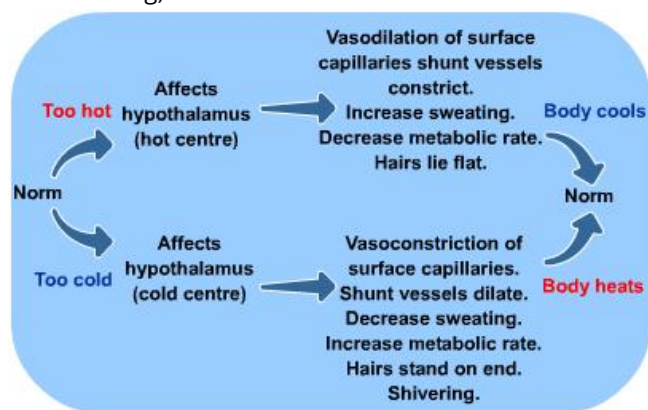 Vasodilation of surface
capillaries shunt vessels
constrict.
Increase sweating.
Decrease metabolic rate.
Hairs lie flat.
Too hot
Affects
hypothalamus
(hot centre)
Body cools
Norm
Norm
Too cold
Affects
hypothalamus
(cold centre)
Vasoconstriction of
surface capillaries.
Shunt vessels dilate.
Decrease sweating.
Increase metabolic rate.
Hairs stand on end.
Shivering.
Body heats